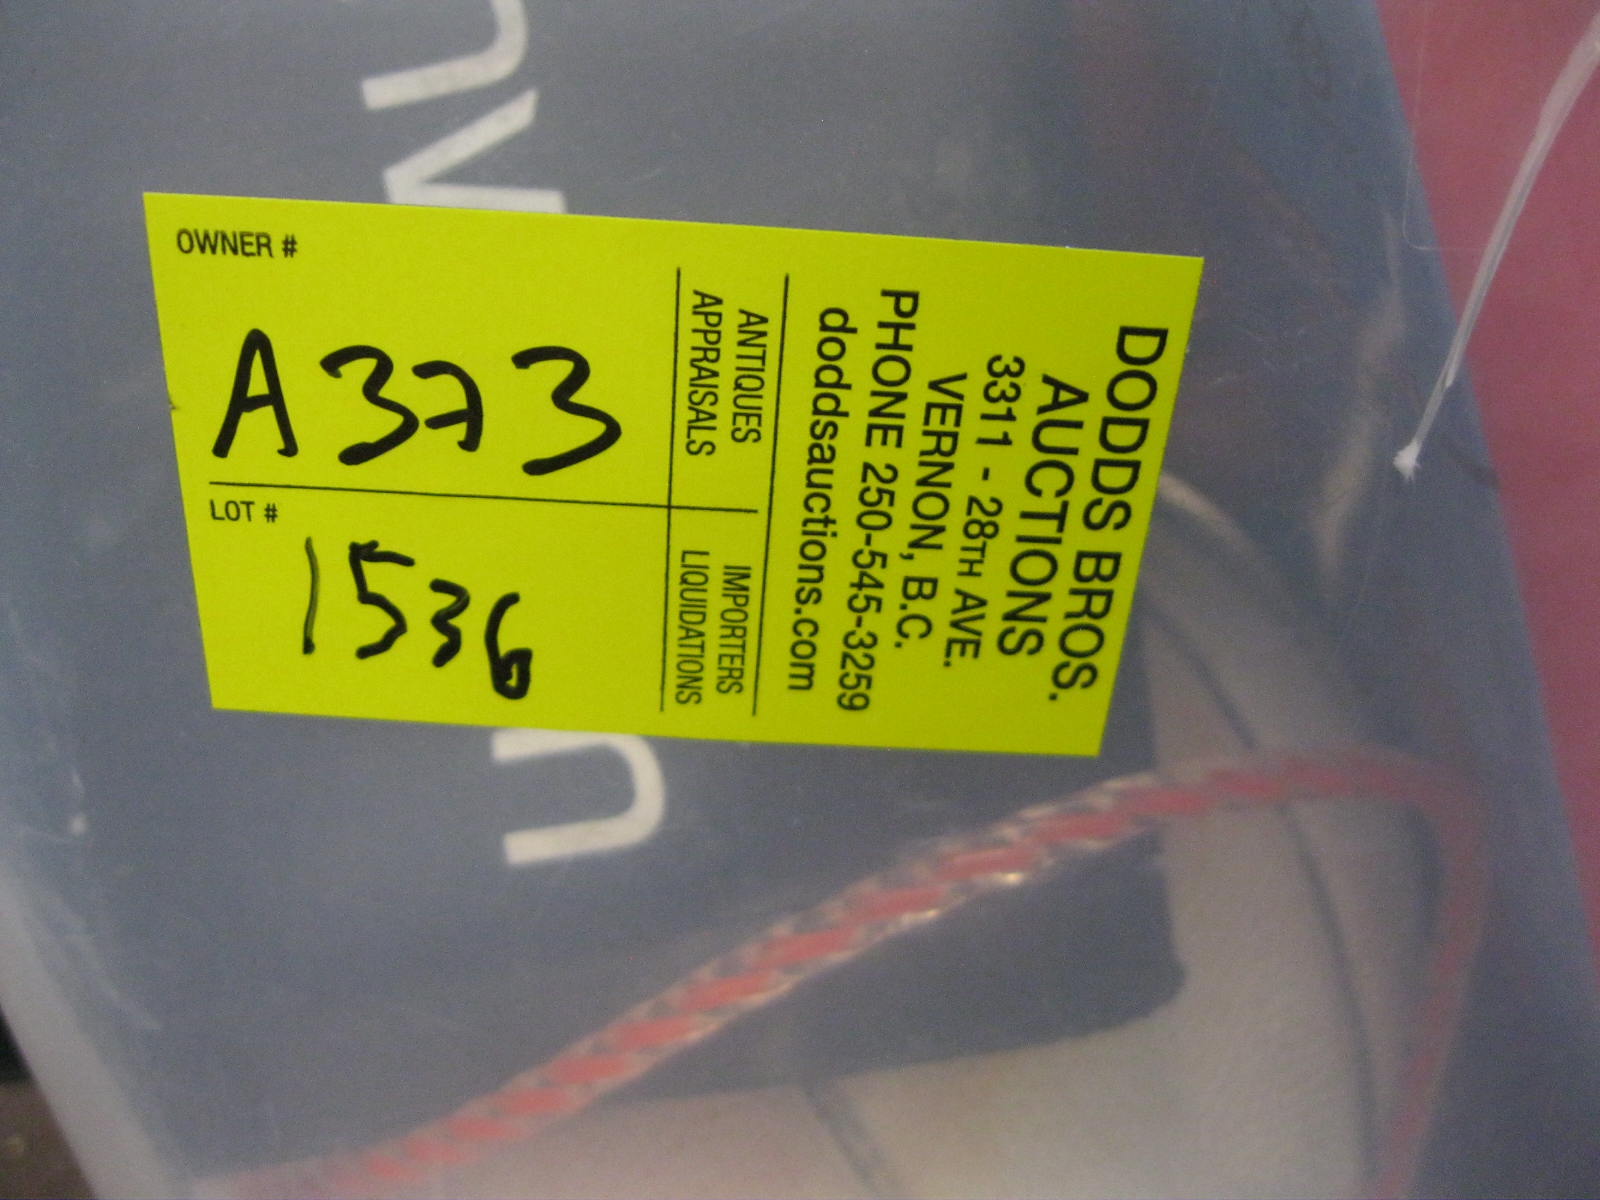 OWNER #
A373
LOT #
1536
ANTIQUES
APPRAISALS
IMPORTERS
LIQUIDATIONS
DODDS BROS.
AUCTIONS
3311 - 28TH AVE.
VERNON, B.C.
PHONE 250-545-3259
doddsauctions.com